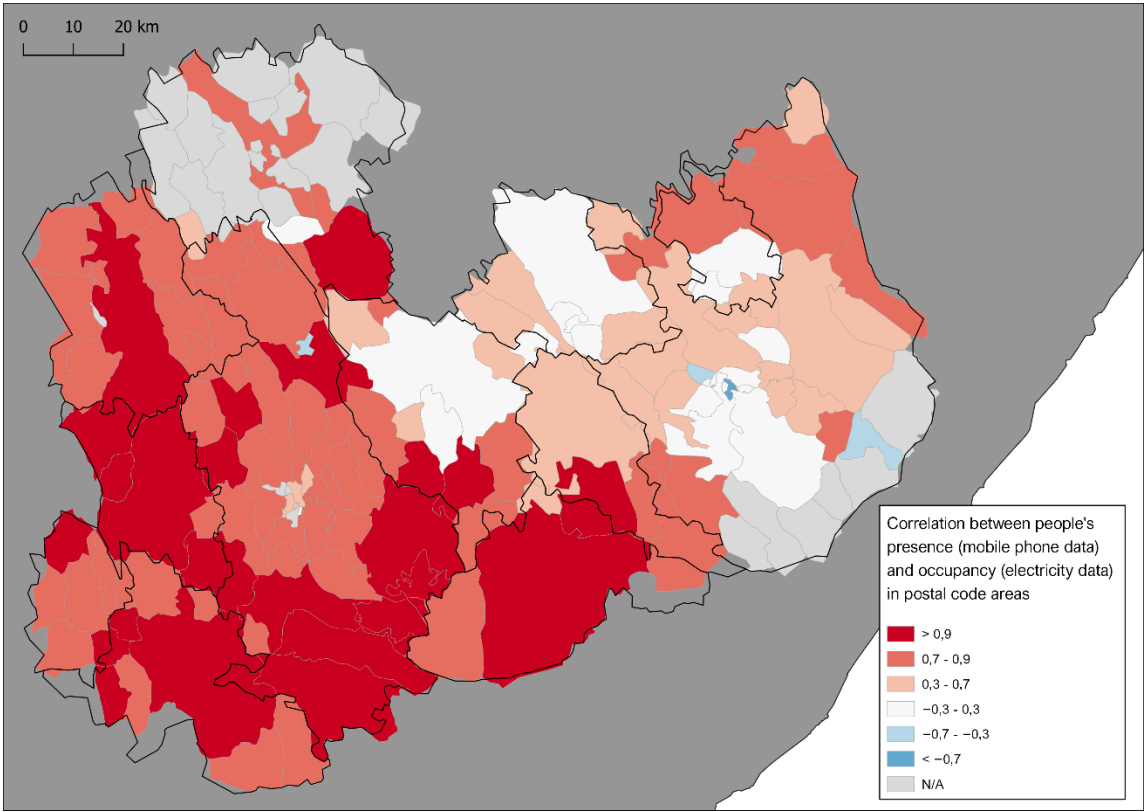 0 10 20 km
Correlation between people's
presence (mobile phone data)
and occupancy (electricity data)
in postal code areas
> 0,9
0,7 - 0,9
0,3 - 0,7
−0,3 - 0,3
−0,7 - −0,3
< −0,7
N/A